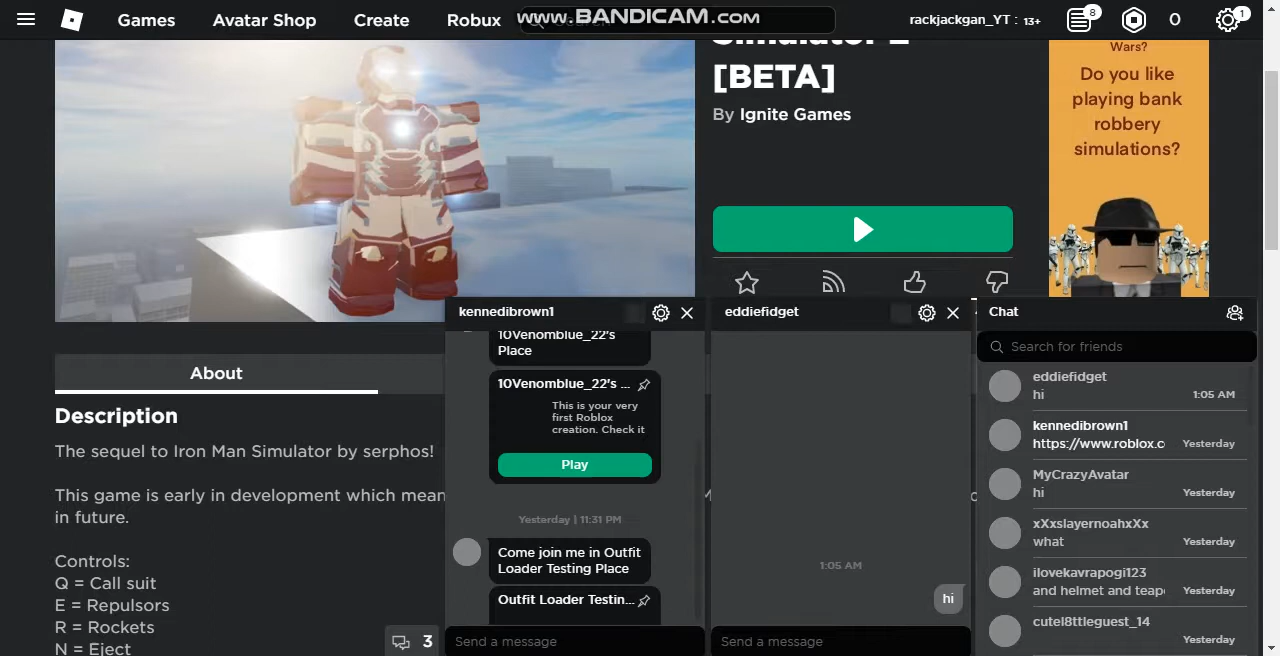 Games
Avatar Shop
Create
Robux
www.BANDICAM.com
rackjackgan_YT : 13+
8
0
1
[BETA]
By Ignite Games
Wars?
Do you like
playing bank
robbery
simulations?
About
Description
The sequel to Iron Man Simulator by serphos!
This game is early in development which mean
in future.
Controls:
Q = Call suit
E = Repulsors
R = Rockets
N = Eject
3
kennedibrown1
10Venomblue_22's
Place
10Venomblue_22's ...
This is your very
first Roblox
creation. Check it
Play
Yesterday | 11:31 PM
Come join me in Outfit
Loader Testing Place
Outfit Loader Testin...
Send a message
eddiefidget
1:05 AM
hi
Send a message
Chat
Search for friends
eddiefidget
hi
1:05 AM
kennedibrown1
https://www.roblox.c
Yesterday
MyCrazyAvatar
hi
Yesterday
xXxslayernoahxXx
what
Yesterday
ilovekavrapogi123
and helmet and teap
Yesterday
cutel8ttleguest_14
Yesterday